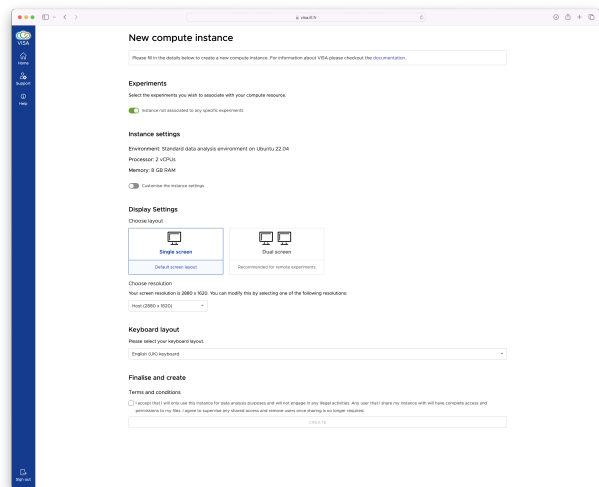 visa.ill.fr
VISA
Home
Support
Help
Sign out
New compute instance
Please fill in the details below to create a new compute instance. For information about VISA please checkout the documentation.
Experiments
Select the experiments you wish to associate with your compute resource.
Instance not associated to any specific experiments
Instance settings
Environment: Standard data analysis environment on Ubuntu 22.04
Processor: 2 vCPUs
Memory: 8 GB RAM
Customise the instance settings
Display Settings
Choose layout
Single screen
Default screen layout
Dual screen
Recommended for remote experiments
Choose resolution
Your screen resolution is 2880 x 1620. You can modify this by selecting one of the following resolutions:
Host (2880 x 1620)
Keyboard layout
Please select your keyboard layout.
English (UK) keyboard
Finalise and create
Terms and conditions
I accept that I will only use this instance for data analysis purposes and will not engage in any illegal activities. Any user that I share my instance with will have complete access and
permissions to my files. I agree to supervise any shared access and remove users once sharing is no longer required.
CREATE